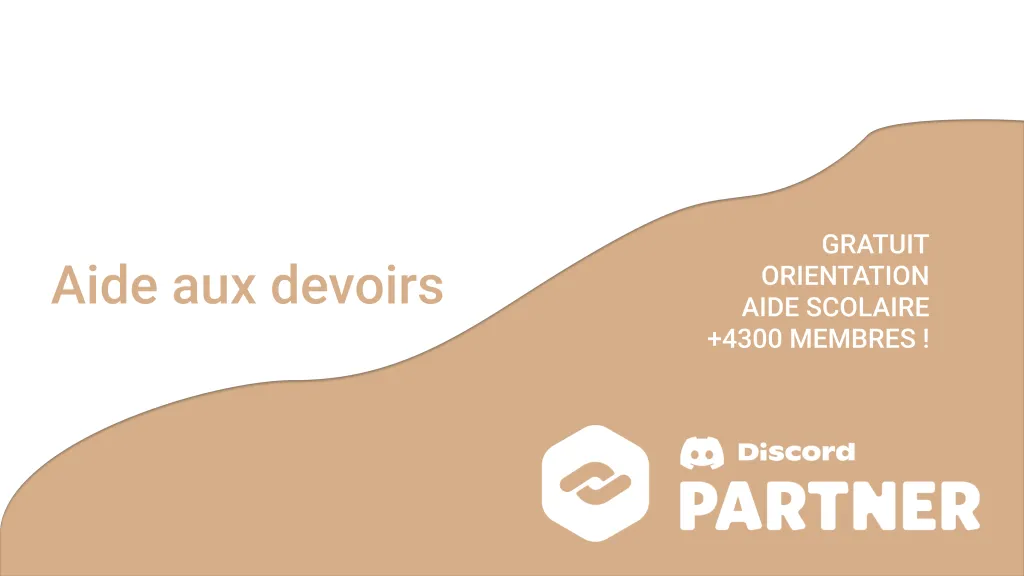 Aide aux devoirs
GRATUIT
ORIENTATION
AIDE SCOLAIRE
+4300 MEMBRES !
Discord
PARTNER